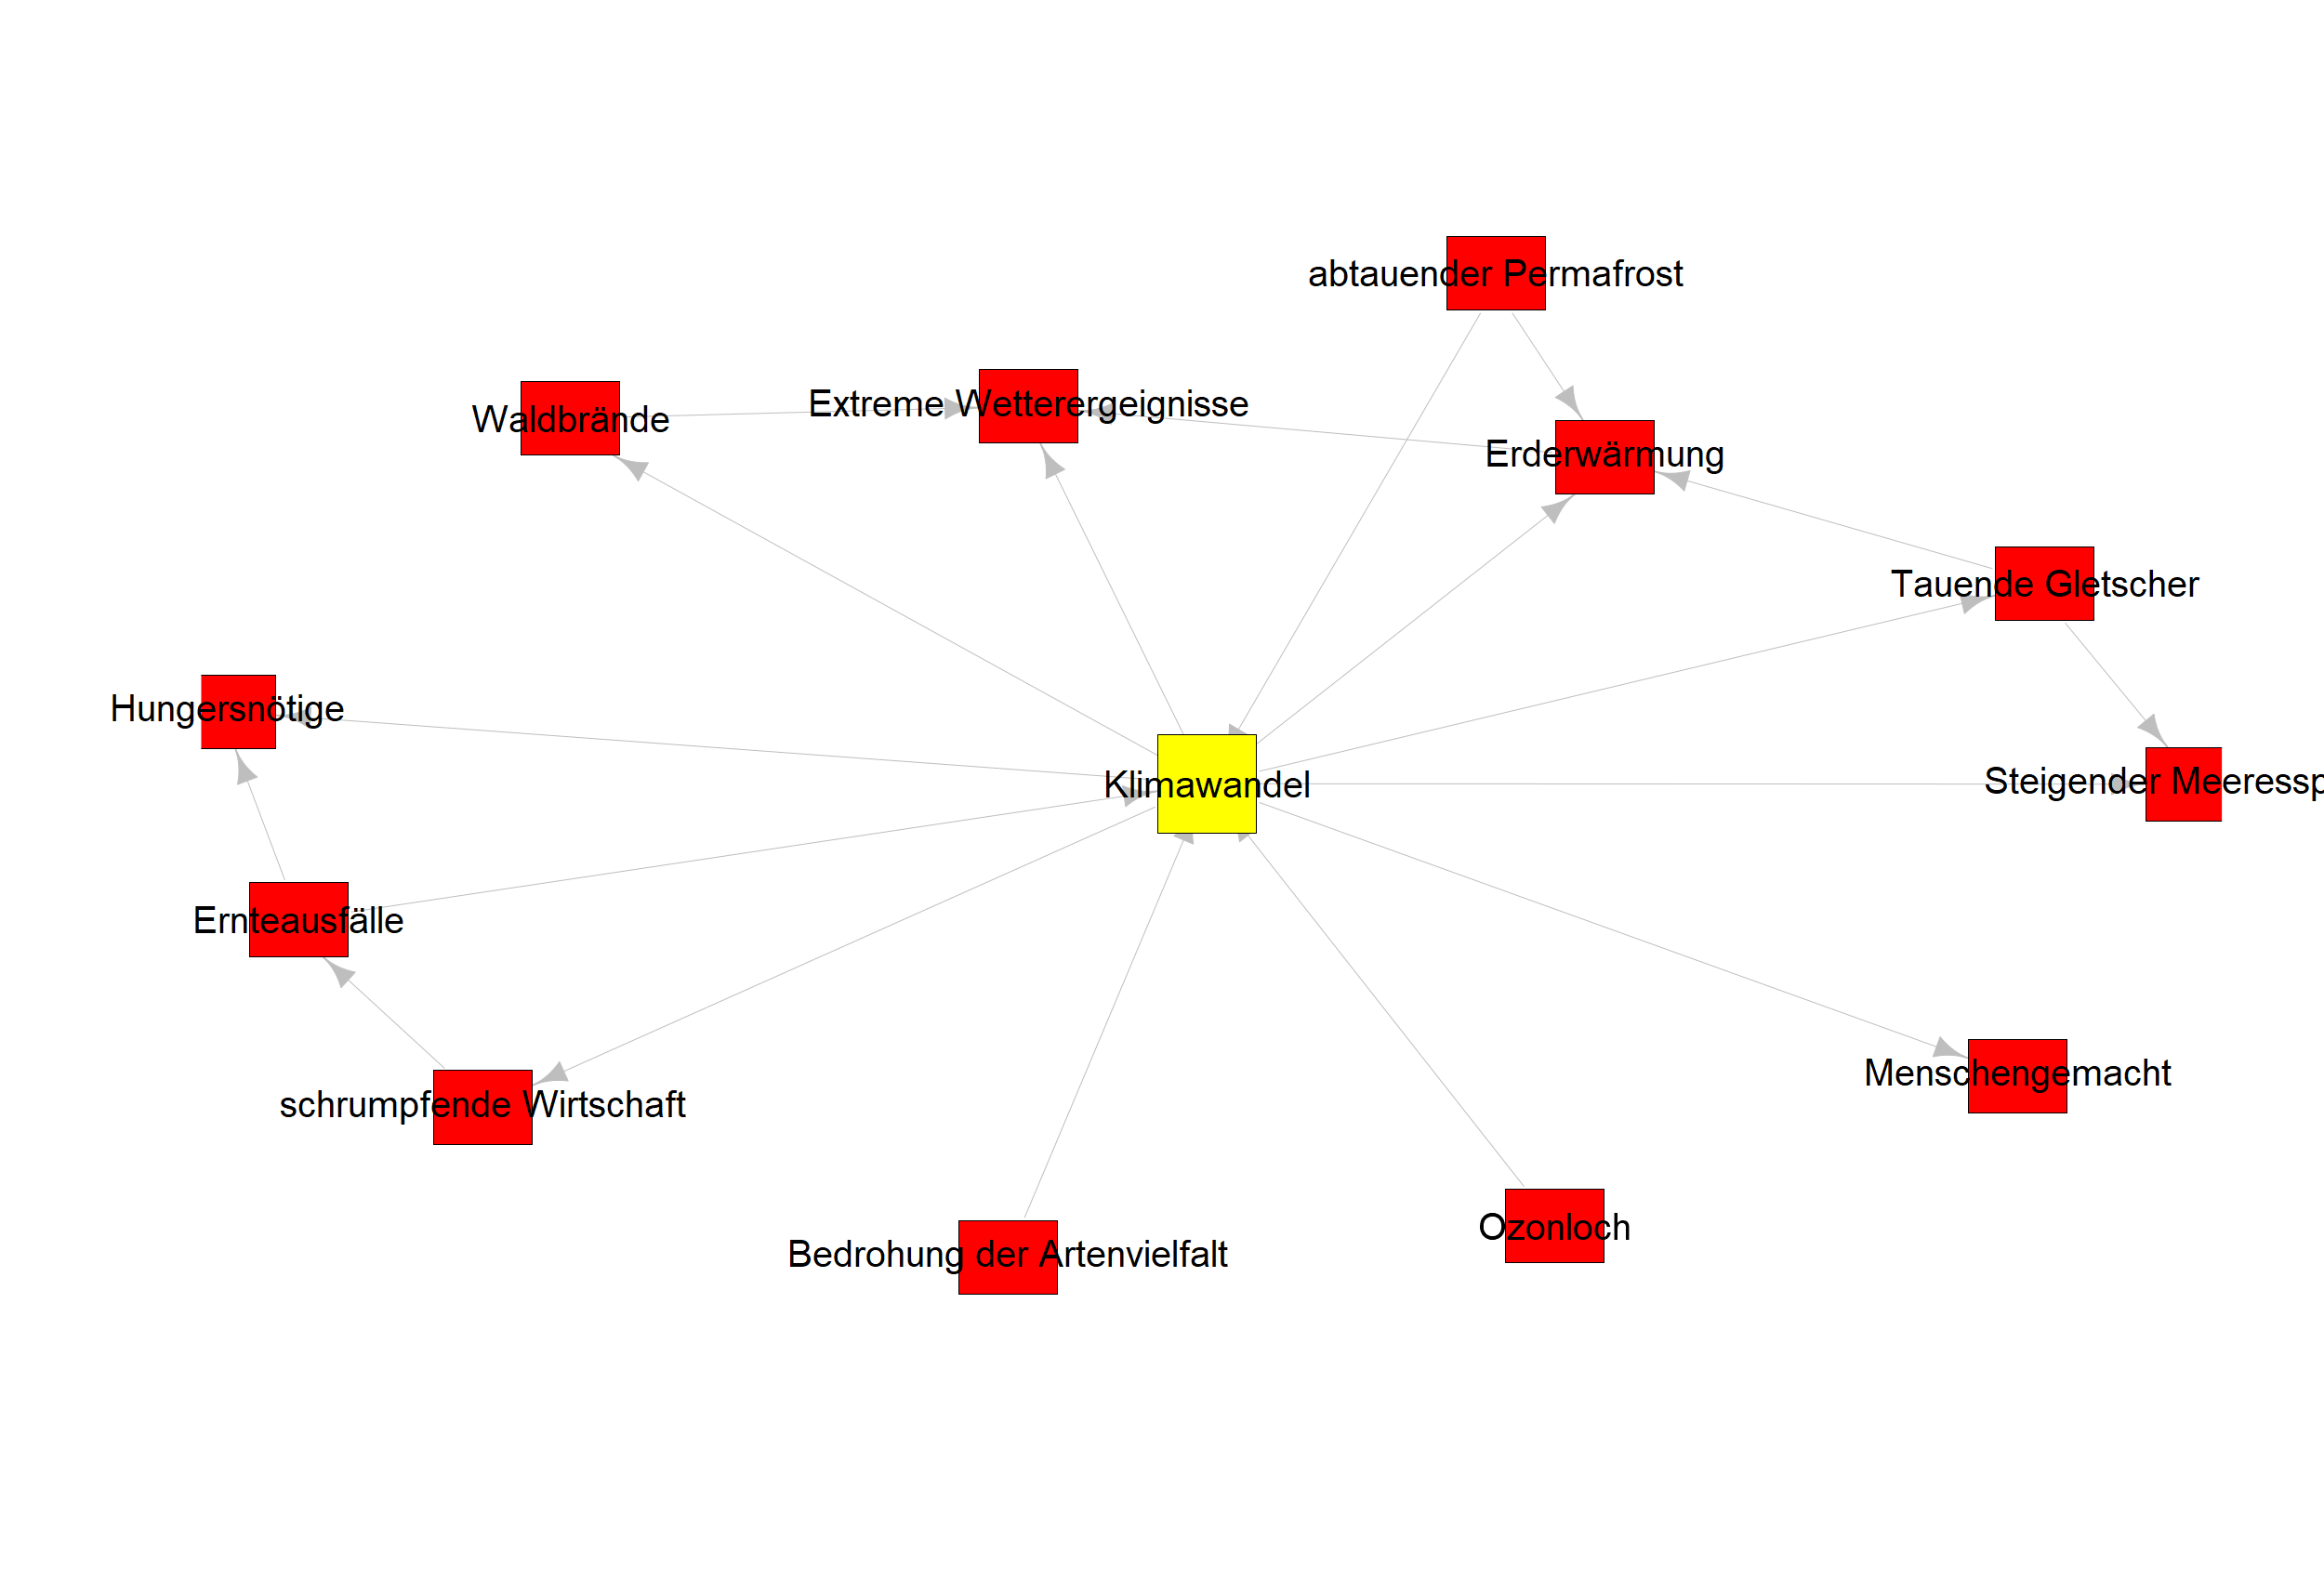 abtauender Permafrost
Waldbrände
Extreme Wetterergeignisse
Erderwärmung
Tauende Gletscher
Hungersnötige
Klimawandel
Steigender Meeressp
Ernteausfälle
Menschengemacht
schrumpfende Wirtschaft
Ozonloch
Bedrohung der Artenvielfalt